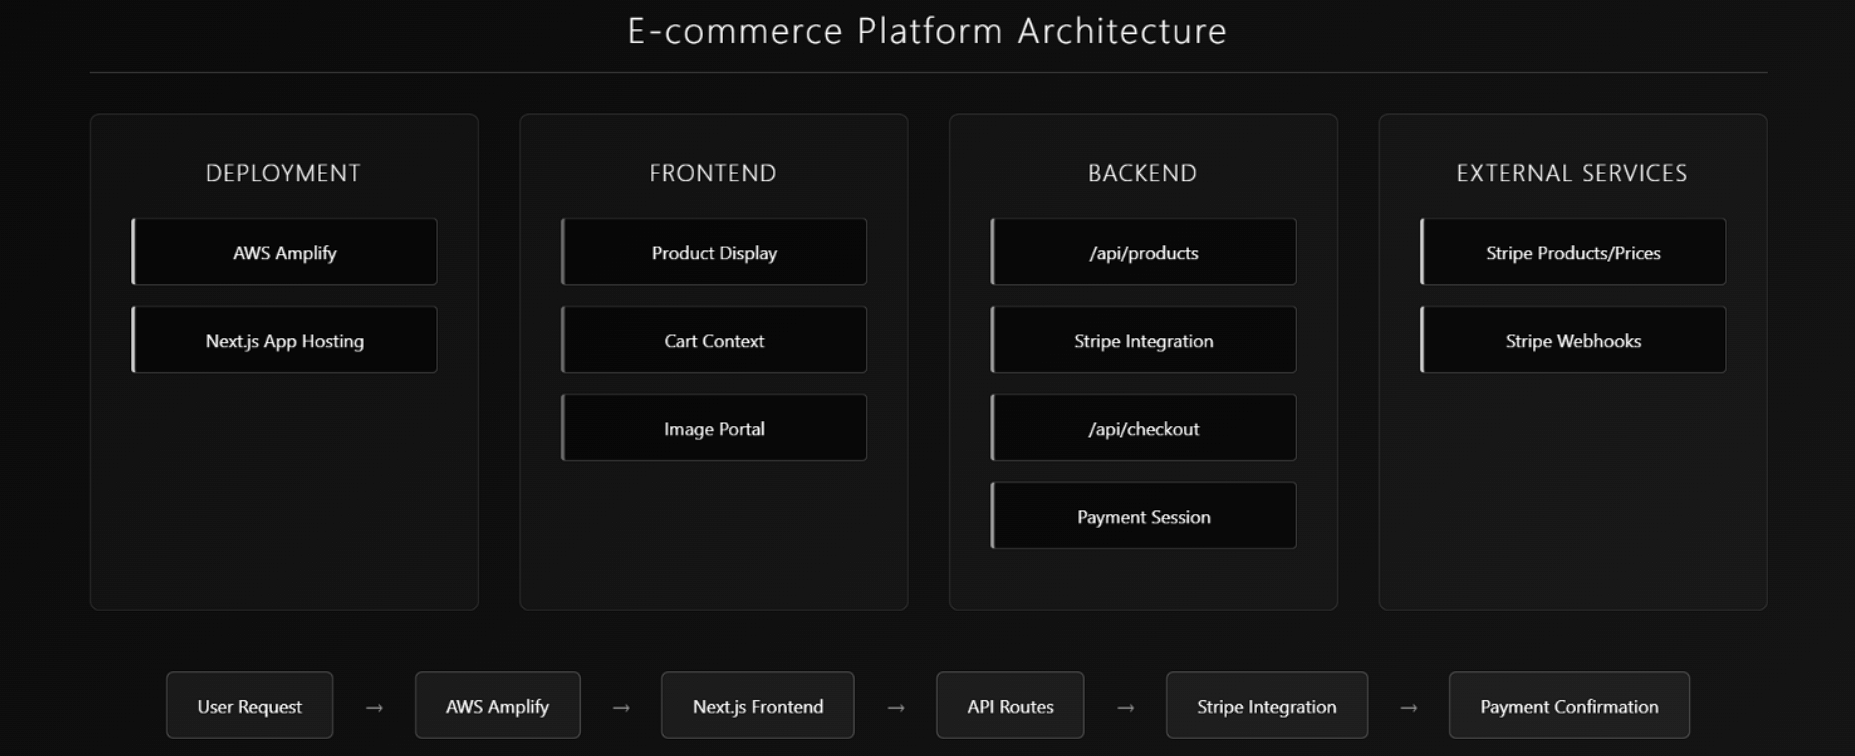 E-commerce Platform Architecture
DEPLOYMENT
AWS Amplify
Next.js App Hosting
FRONTEND
Product Display
Cart Context
Image Portal
BACKEND
/api/products
Stripe Integration
/api/checkout
Payment Session
EXTERNAL SERVICES
Stripe Products/Prices
Stripe Webhooks
User Request → AWS Amplify → Next.js Frontend → API Routes → Stripe Integration → Payment Confirmation